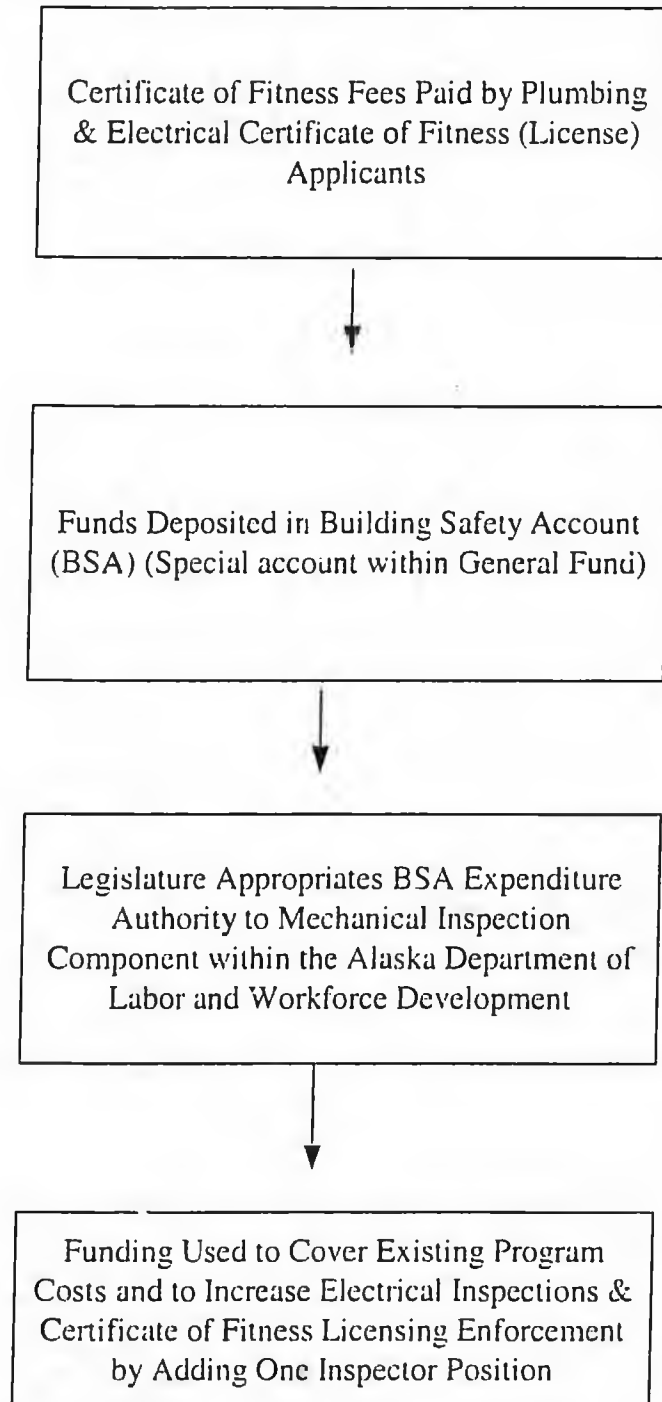 Certificate of Fitness Fees Paid by Plumbing
& Electrical Certificate of Fitness (License)
Applicants
Funds Deposited in Building Safety Account
(BSA) (Special account within General Fund)
Legislature Appropriates BSA Expenditure
Authority to Mechanical Inspection
Component within the Alaska Department of
Labor and Workforce Development
Funding Used to Cover Existing Program
Costs and to Increase Electrical Inspections &
Certificate of Fitness Licensing Enforcement
by Adding One Inspector Position